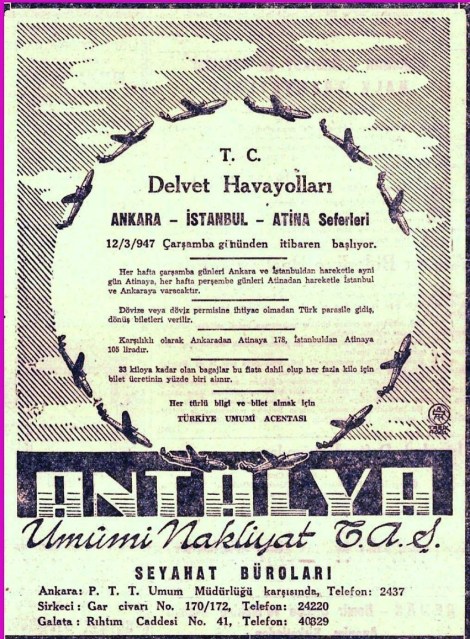 T. C.
Delvet Havayolları
ANKARA - İSTANBUL - ATİNA Seferleri
12/3/947 Çarşamba gününden itibaren başlıyor.
Her hafta çarşamba günleri Ankara ve İstanbuldan hareketle ayni
gün Atinaya, her hafta perşembe günleri Atinadan hareketle İstanbul
ve Ankaraya varacaktır.
Dövize veya döviz permisine ihtiyac olmadan Türk parasile gidiş,
dönüş biletleri verilir.
Karşılıklı olarak Ankaradan Atinaya 178, İstanbuldan Atinaya
105 liradır.
33 kiloya kadar olan bagajlar bu fiata dahil olup her fazla kilo için
bilet ücretinin yüzde biri alınır.
Her türlü bilgi ve bilet almak için
TÜRKİYE UMUMİ ACENTASI
ANTALYA
Umûmi Nakliyat T.A.Ş.
SEYAHAT BÜROLARI
Ankara: P. T. T. Umum Müdürlüğü karşısında, Telefon: 2437
Sirkeci: Gar civarı No. 170/172, Telefon: 24220
Galata: Rıhtım Caddesi No. 41, Telefon: 40329